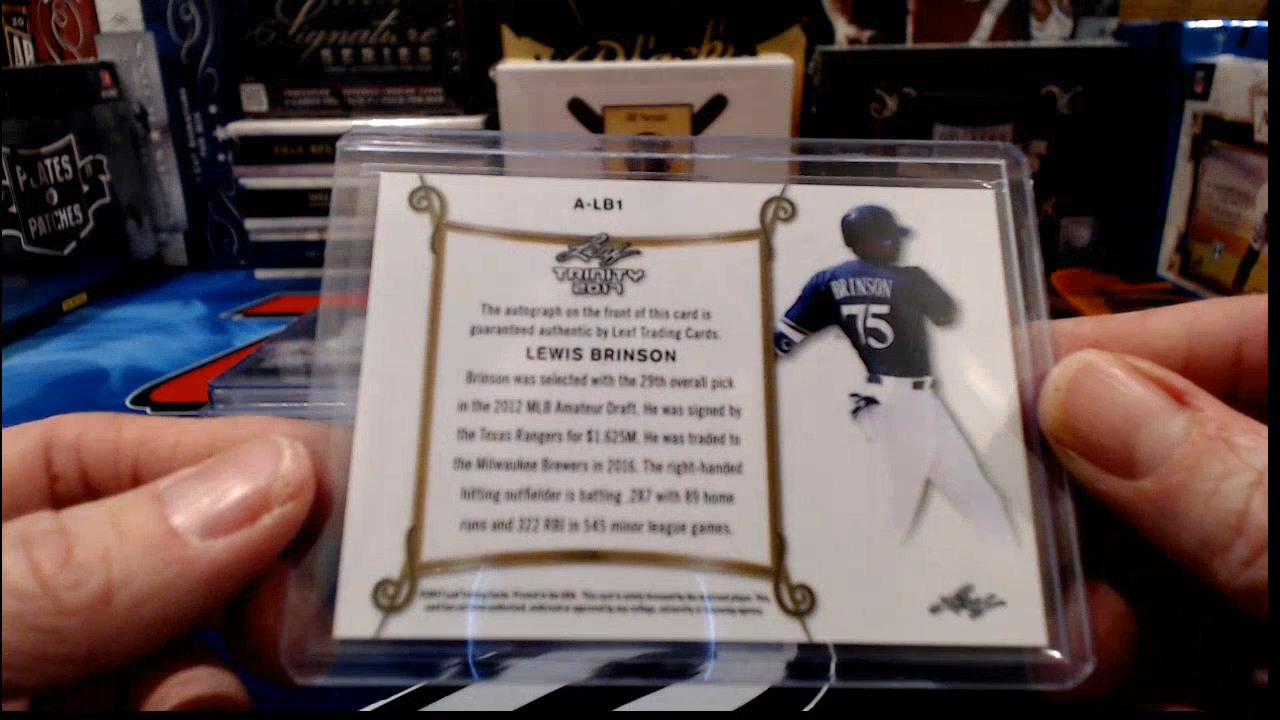 Signature
SERIES
PLATES
PATCHES
A-LB1
Leaf
TRINITY
2017
The autograph on the front of this card is
guaranteed authentic by Leaf Trading Cards.
LEWIS BRINSON
Brinson was selected with the 29th overall pick
in the 2012 MLB Amateur Draft. He was signed by
the Texas Rangers for $1.625M. He was traded to
the Milwaukee Brewers in 2016. The right-handed
hitting outfielder is batting .287 with 89 home
runs and 322 RBI in 545 minor league games.
BRINSON
75
Leaf